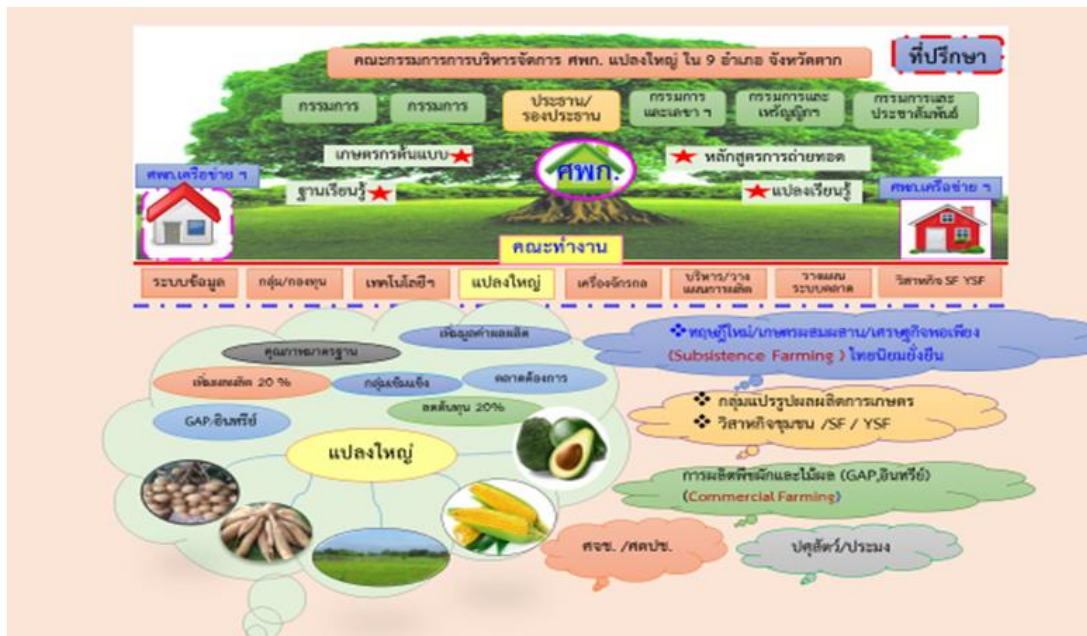 คณะกรรมการการบริหารจัดการ ศพก. แปลงใหญ่ ใน 9 อำเภอ จังหวัดตาก
ที่ปรึกษา
กรรมการ
กรรมการ
ประธาน/
รองประธาน
กรรมการ
และเลขา ฯ
กรรมการและ
เหรัญญิกฯ
กรรมการและ
ประชาสัมพันธ์
เกษตรกรต้นแบบ
หลักสูตรการถ่ายทอด
ศพก.
ศพก.เครือข่าย ฯ
ฐานเรียนรู้
แปลงเรียนรู้
ศพก.เครือข่าย ฯ
คณะทำงาน
ระบบข้อมูล
กลุ่ม/กองทุน
เทคโนโลยีฯ
แปลงใหญ่
เครื่องจักรกล
บริหาร/วาง
แผนการผลิต
วางแผน
ระบบตลาด
วิสาหกิจ SF YSF
เพิ่มมูลค่าผลผลิต
คุณภาพมาตรฐาน
เพิ่มผลผลิต 20 %
กลุ่มเข้มแข็ง
ตลาดต้องการ
ลดต้นทุน 20%
GAP/อินทรีย์
แปลงใหญ่
❖ทฤษฎีใหม่/เกษตรผสมผสาน/เศรษฐกิจพอเพียง
(Subsistence Farming ) ไทยนิยมยั่งยืน
❖ กลุ่มแปรรูปผลผลิตการเกษตร
❖ วิสาหกิจชุมชน /SF / YSF
การผลิตพืชผักและไม้ผล (GAP,อินทรีย์)
(Commercial Farming)
ศจช. /ศดปช.
ปศุสัตว์/ประมง